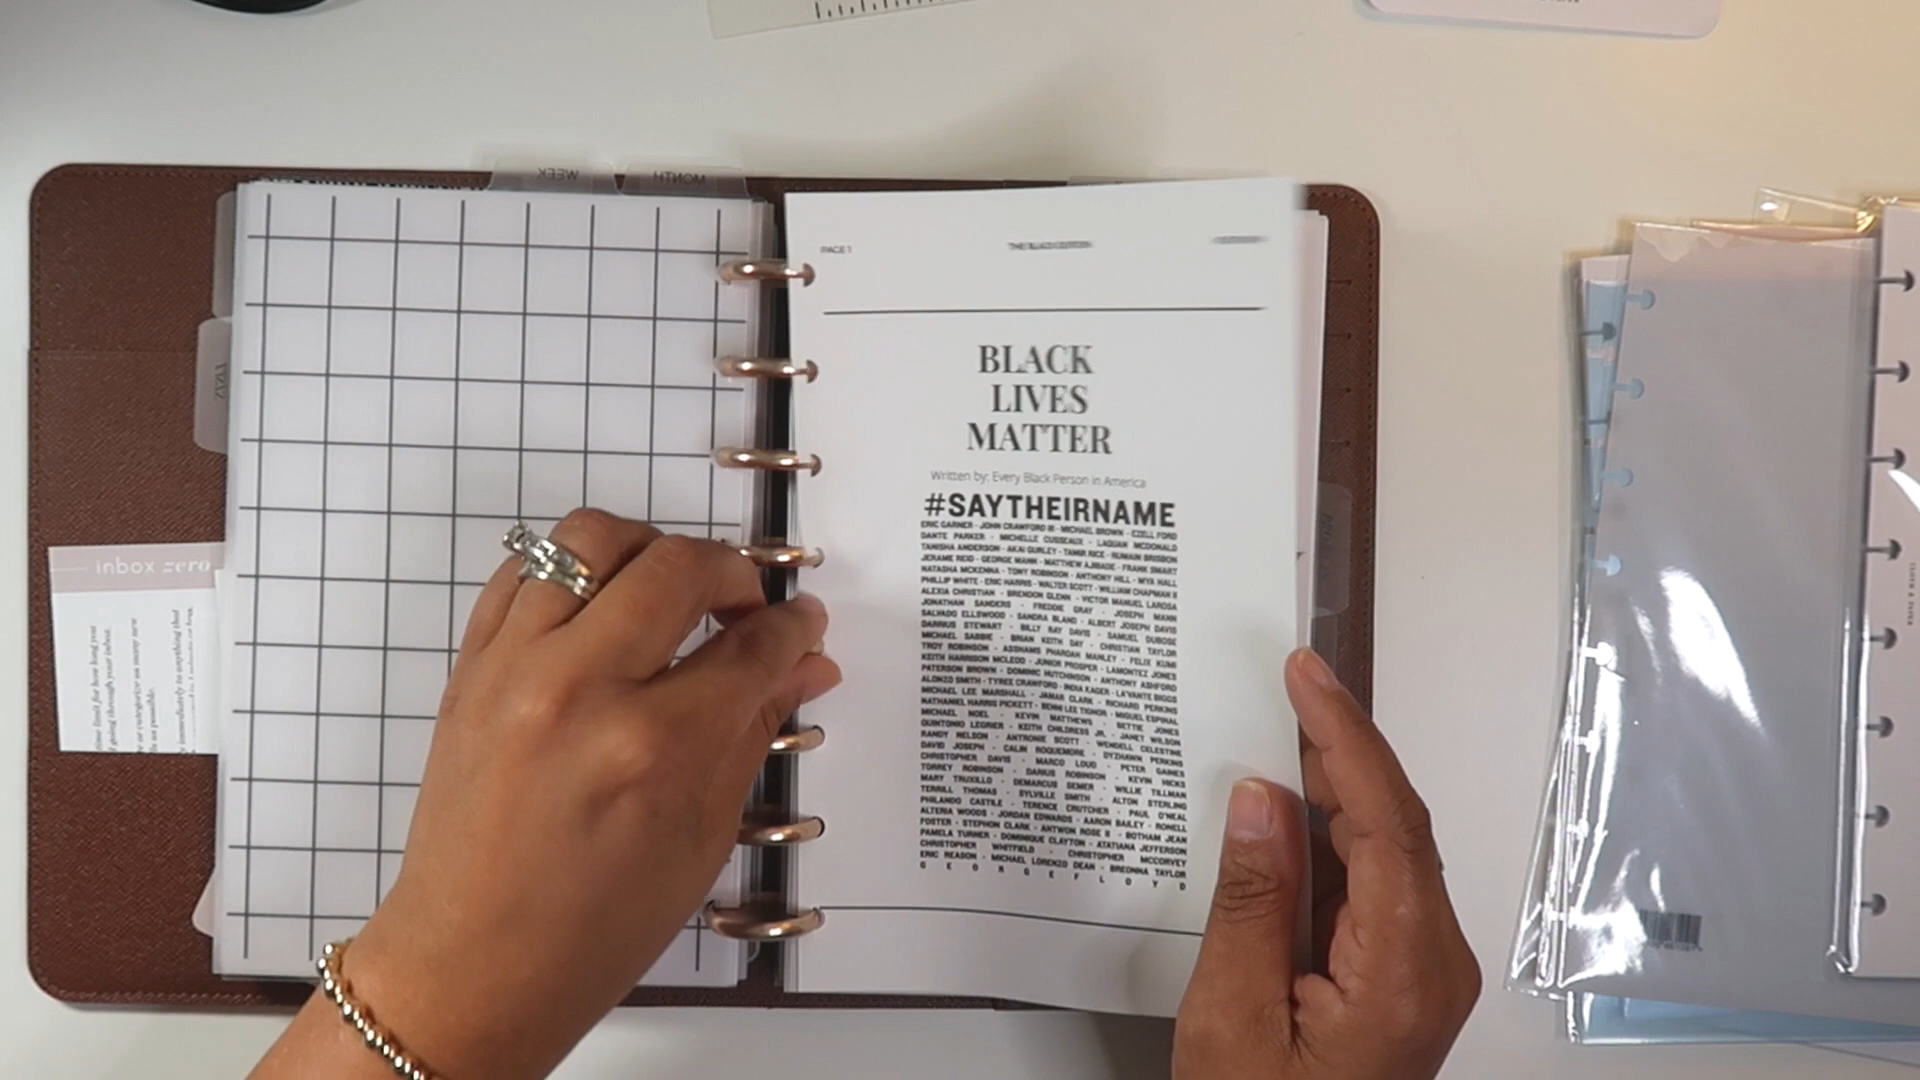 WEEK
MONTH
inbox zero
time limit for how long you
going through your inbox.
PAGE 1
BLACK
LIVES
MATTER
Written by: Every Black Person in America
#SAYTHEIRNAME
ERIC GARNER - JOHN CRAWFORD III - MICHAEL BROWN - EZELL FORD
DANTE PARKER - MICHELLE CUSSEAUX - LAQUAN MCDONALD
TANISHA ANDERSON - AKAI GURLEY - TAMIR RICE - RUMAIN BRISBON
JERAME REID - GEORGE MANN - MATTHEW AJIBADE - FRANK SMART
NATASHA MCKENNA - TONY ROBINSON - ANTHONY HILL - MYA HALL
PHILLIP WHITE - ERIC HARRIS - WALTER SCOTT - WILLIAM CHAPMAN II
ALEXIA CHRISTIAN - BRENDON GLENN - VICTOR MANUEL LAROSA
JONATHAN SANDERS - FREDDIE GRAY - JOSEPH MANN
SALVADO ELLSWOOD - SANDRA BLAND - ALBERT JOSEPH DAVIS
DARRIUS STEWART - BILLY RAY DAVIS - SAMUEL DUBOSE
MICHAEL SABBIE - BRIAN KEITH DAY - CHRISTIAN TAYLOR
TROY ROBINSON - ASSHAMS PHAROAH MANLEY - FELIX KUMI
KEITH HARRISON MCLEOD - JUNIOR PROSPER - LAMONTEZ JONES
PATERSON BROWN - DOMINIC HUTCHINSON - ANTHONY ASHFORD
ALONZO SMITH - TYREE CRAWFORD - INDIA KAGER - LA'VANTE BIGGS
MICHAEL LEE MARSHALL - JAMAR CLARK - RICHARD PERKINS
NATHANIEL HARRIS PICKETT - BENNI LEE TIGNOR - MIGUEL ESPINAL
MICHAEL NOEL - KEVIN MATTHEWS - BETTIE JONES
QUINTONIO LEGRIER - KEITH CHILDRESS JR. - JANET WILSON
RANDY NELSON - ANTRONIE SCOTT - WENDELL CELESTINE
DAVID JOSEPH - CALIN ROQUEMORE - DYZHAWN PERKINS
CHRISTOPHER DAVIS - MARCO LOUD - PETER GAINES
TORREY ROBINSON - DARIUS ROBINSON - KEVIN HICKS
MARY TRUXILLO - DEMARCUS SEMER - WILLIE TILLMAN
TERRILL THOMAS - SYLVILLE SMITH - ALTON STERLING
PHILANDO CASTILE - TERENCE CRUTCHER - PAUL O'NEAL
ALTERIA WOODS - JORDAN EDWARDS - AARON BAILEY - RONELL
FOSTER - STEPHON CLARK - ANTWON ROSE II - BOTHAM JEAN
PAMELA TURNER - DOMINIQUE CLAYTON - ATATIANA JEFFERSON
CHRISTOPHER WHITFIELD - CHRISTOPHER MCCORVEY
ERIC REASON - MICHAEL LORENZO DEAN - BREONNA TAYLOR
G E O R G E F L O Y D